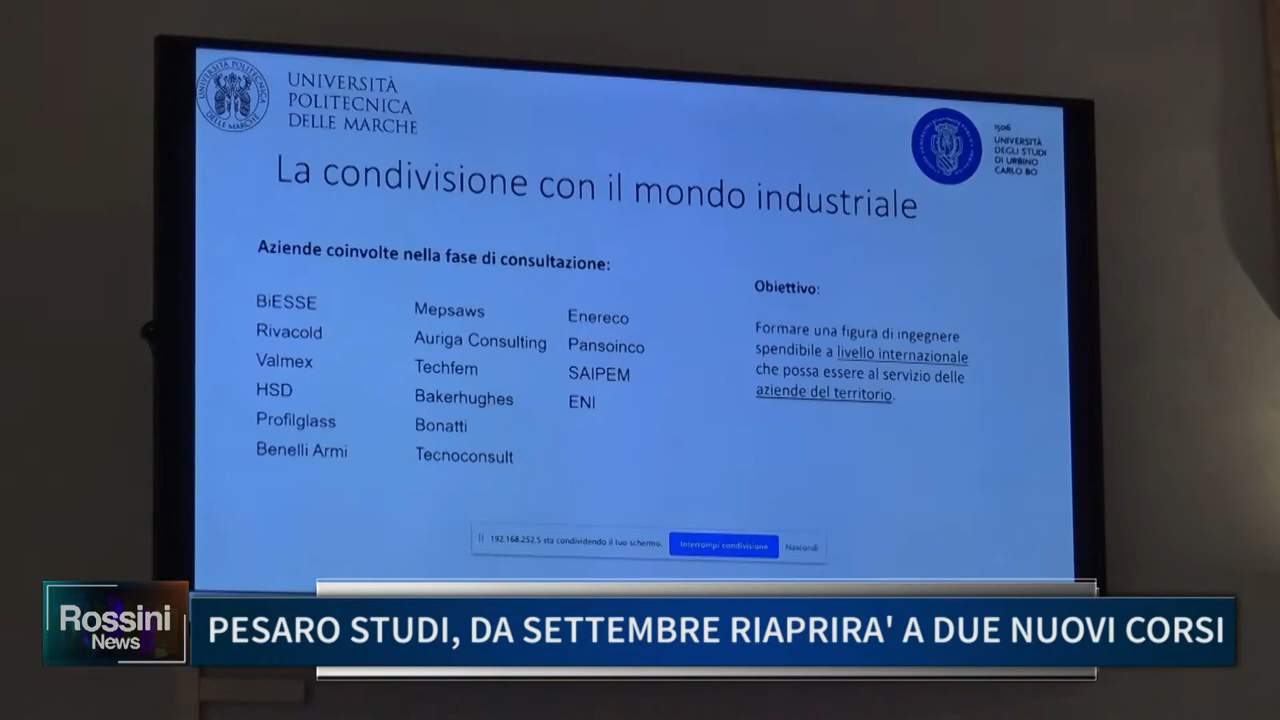 UNIVERSITÀ
POLITECNICA
DELLE MARCHE
1506
UNIVERSITÀ
DEGLI STUDI
DI URBINO
CARLO BO
La condivisione con il mondo industriale
Aziende coinvolte nella fase di consultazione:
BiESSE
Rivacold
Valmex
HSD
Profilglass
Benelli Armi
Mepsaws
Auriga Consulting
Techfem
Bakerhughes
Bonatti
Tecnoconsult
Enereco
Pansoinco
SAIPEM
ENI
Obiettivo:
Formare una figura di ingegnere
spendibile a livello internazionale
che possa essere al servizio delle
aziende del territorio.
192.168.252.5 sta condividendo il tuo schermo.
Interrompi condivisione
Nascondi
Rossini
News
PESARO STUDI, DA SETTEMBRE RIAPRIRA' A DUE NUOVI CORSI